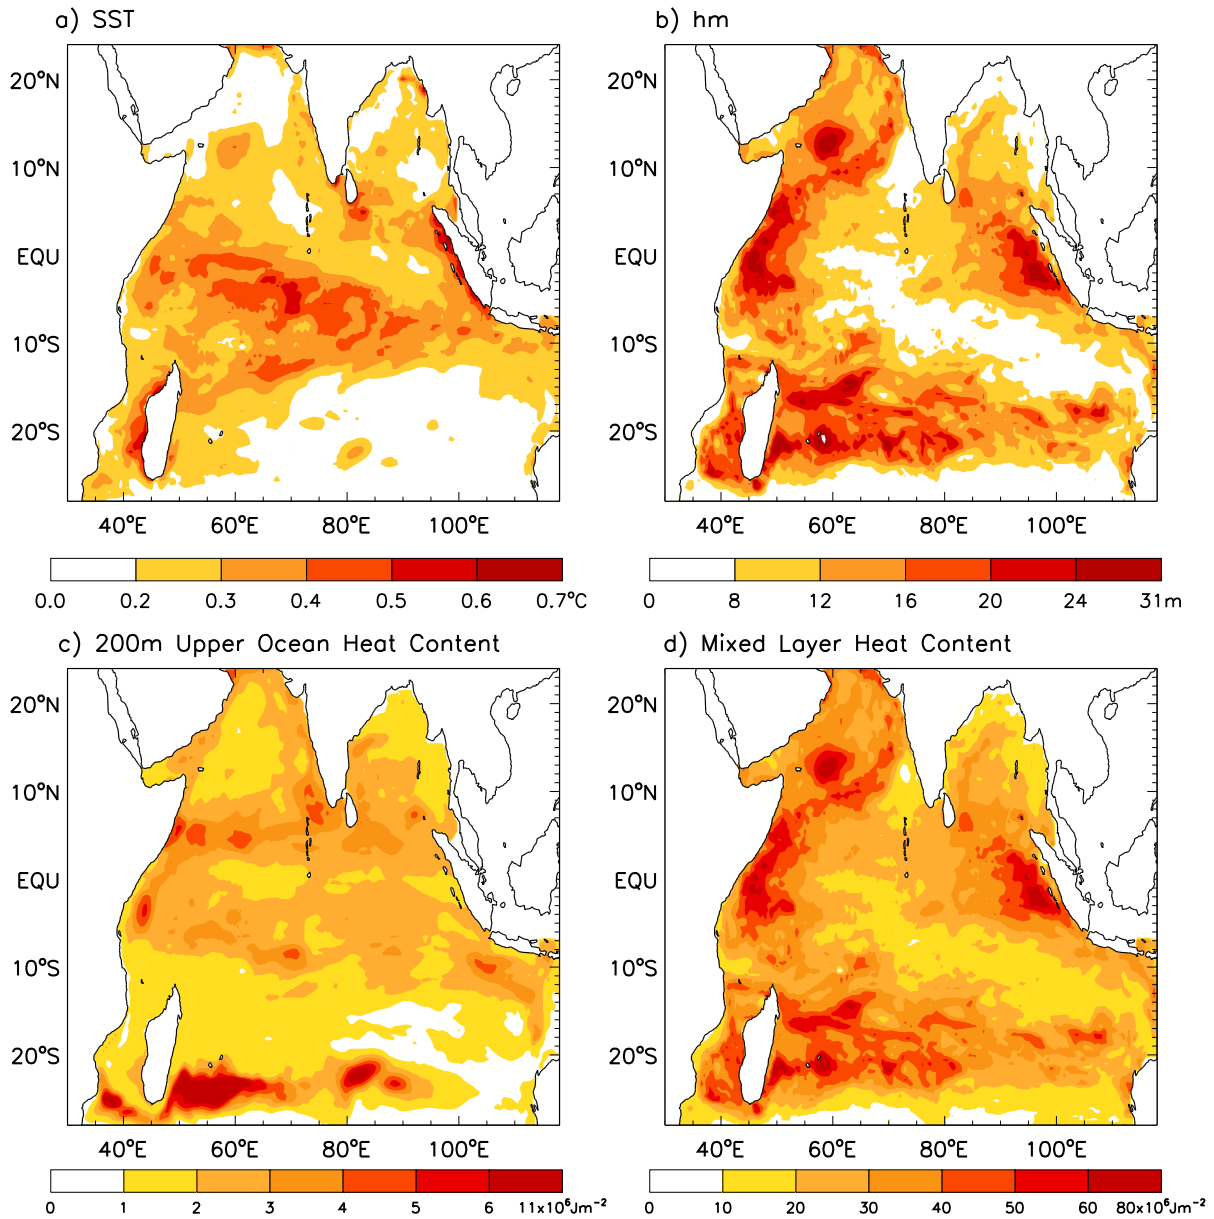 a) SST
b) hm
20°N
10°N
EQU
10°S
20°S
40°E 60°E 80°E 100°E
20°N
10°N
EQU
10°S
20°S
40°E 60°E 80°E 100°E
0.0 0.2 0.3 0.4 0.5 0.6 0.7°C
0 8 12 16 20 24 31m
c) 200m Upper Ocean Heat Content
d) Mixed Layer Heat Content
20°N
10°N
EQU
10°S
20°S
40°E 60°E 80°E 100°E
20°N
10°N
EQU
10°S
20°S
40°E 60°E 80°E 100°E
0 1 2 3 4 5 6 11x10⁶Jm⁻²
0 10 20 30 40 50 60 80x10⁶Jm⁻²